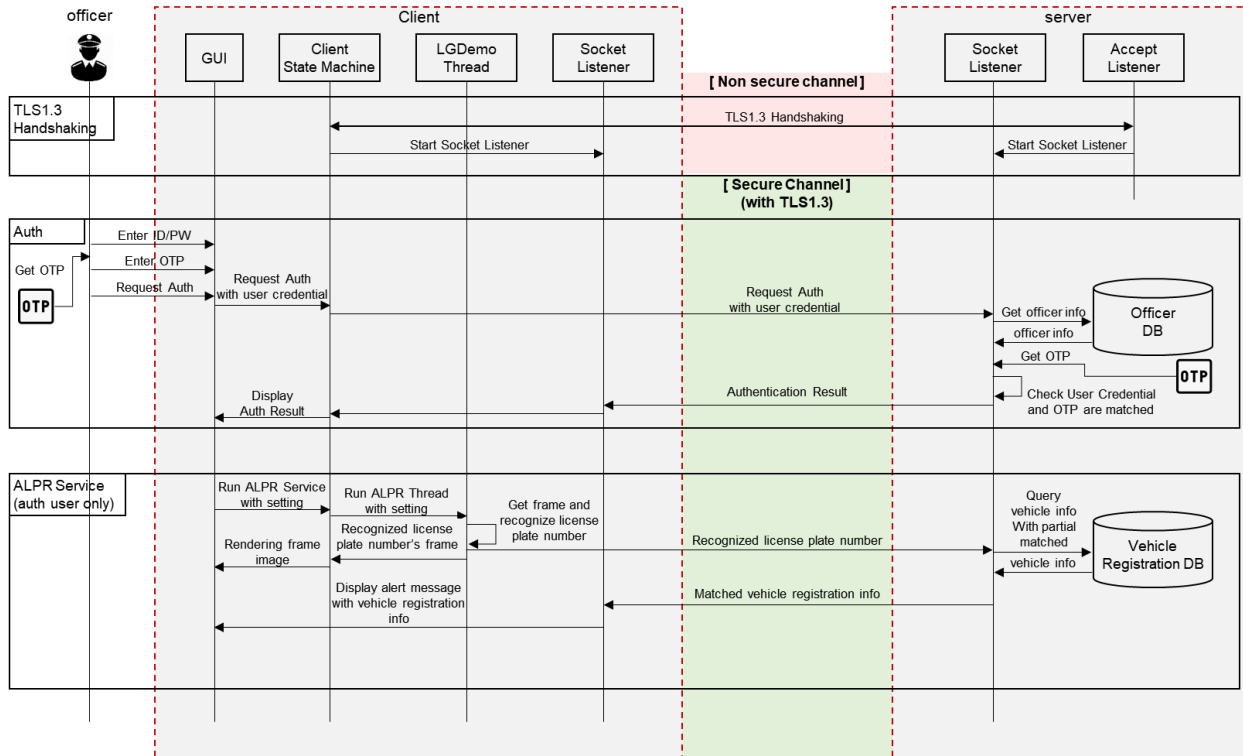 officer
Client
server
GUI
Client
State Machine
LGDemo
Thread
Socket
Listener
Socket
Listener
Accept
Listener
[ Non secure channel]
TLS1.3
Handshaking
TLS1.3 Handshaking
Start Socket Listener
Start Socket Listener
[ Secure Channel]
(with TLS1.3)
Auth
Enter ID/PW
Get OTP
Enter OTP
OTP
Request Auth
Request Auth
with user credential
Request Auth
with user credential
Get officer info
Officer
DB
officer info
Get OTP
OTP
Check User Credential
and OTP are matched
Authentication Result
Display
Auth Result
ALPR Service
(auth user only)
Run ALPR Service
with setting
Run ALPR Thread
with setting
Get frame and
recognize license
plate number
Recognized license
plate number's frame
Rendering frame
image
Recognized license plate number
Query
vehicle info
With partial
matched
Vehicle
Registration DB
vehicle info
Matched vehicle registration info
Display alert message
with vehicle registration
info